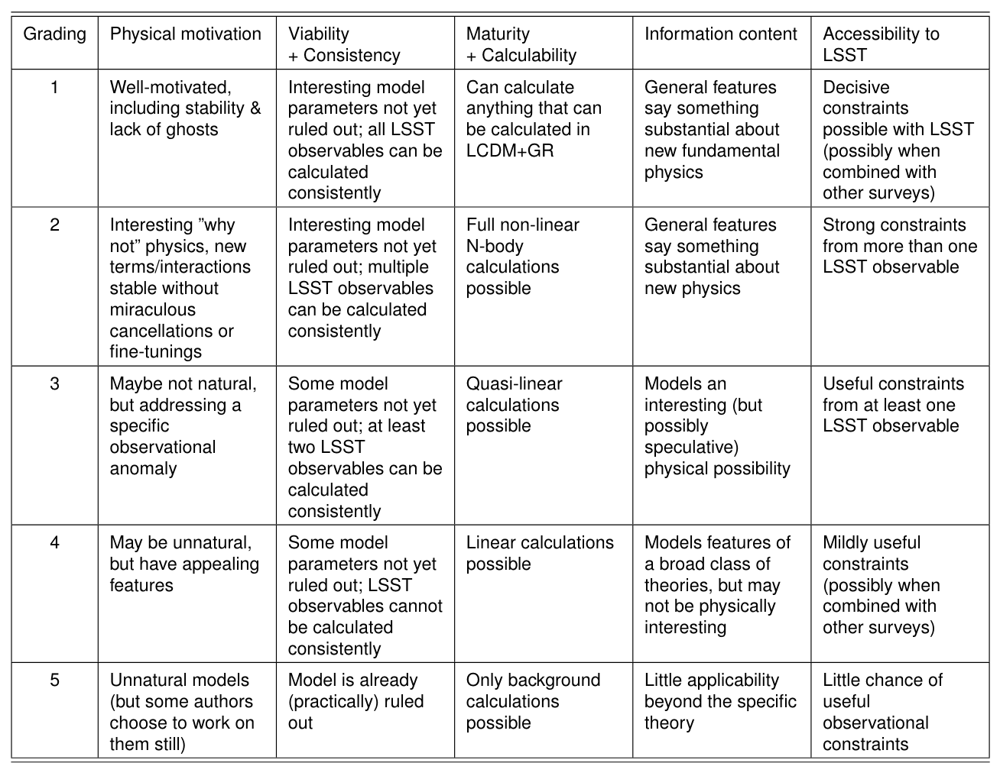 Grading
Physical motivation
Viability
+ Consistency
Maturity
+ Calculability
Information content
Accessibility to
LSST
1
Well-motivated,
including stability &
lack of ghosts
Interesting model
parameters not yet
ruled out; all LSST
observables can be
calculated
consistently
Can calculate
anything that can
be calculated in
LCDM+GR
General features
say something
substantial about
new fundamental
physics
Decisive
constraints
possible with LSST
(possibly when
combined with
other surveys)
2
Interesting ”why
not” physics, new
terms/interactions
stable without
miraculous
cancellations or
fine-tunings
Interesting model
parameters not yet
ruled out; multiple
LSST observables
can be calculated
consistently
Full non-linear
N-body
calculations
possible
General features
say something
substantial about
new physics
Strong constraints
from more than one
LSST observable
3
Maybe not natural,
but addressing a
specific
observational
anomaly
Some model
parameters not yet
ruled out; at least
two LSST
observables can be
calculated
consistently
Quasi-linear
calculations
possible
Models an
interesting (but
possibly
speculative)
physical possibility
Useful constraints
from at least one
LSST observable
4
May be unnatural,
but have appealing
features
Some model
parameters not yet
ruled out; LSST
observables cannot
be calculated
consistently
Linear calculations
possible
Models features of
a broad class of
theories, but may
not be physically
interesting
Mildly useful
constraints
(possibly when
combined with
other surveys)
5
Unnatural models
(but some authors
choose to work on
them still)
Model is already
(practically) ruled
out
Only background
calculations
possible
Little applicability
beyond the specific
theory
Little chance of
useful
observational
constraints